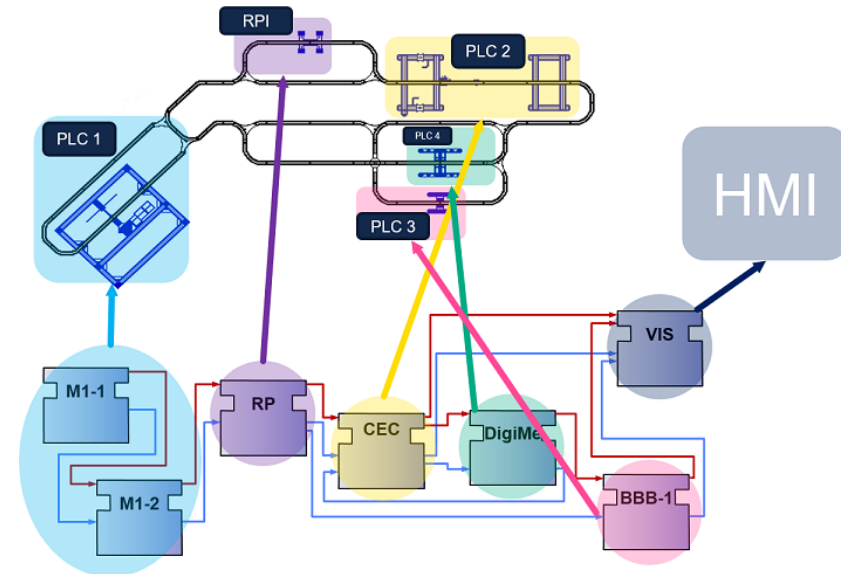 RPI
PLC 2
PLC 1
PLC 4
PLC 3
HMI
VIS
M1-1
RP
CEC
DigiMe
M1-2
BBB-1